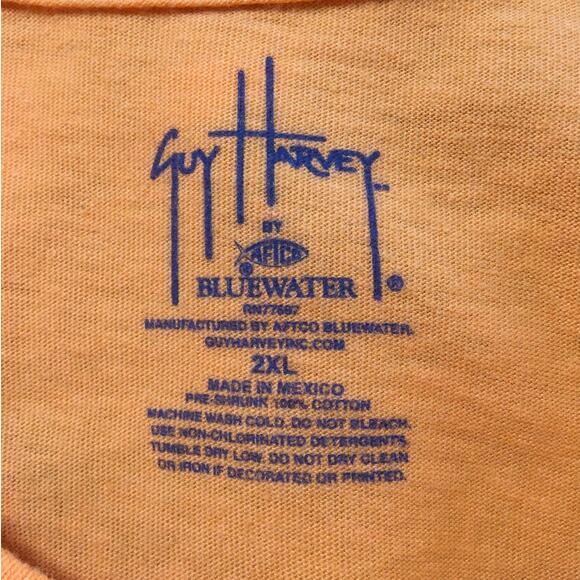 GUY HARVEY
BY
AFTCO ®
BLUEWATER ®
RN77667
MANUFACTURED BY AFTCO BLUEWATER.
GUYHARVEYINC.COM
2XL
MADE IN MEXICO
PRE-SHRUNK 100% COTTON
MACHINE WASH COLD. DO NOT BLEACH.
USE NON-CHLORINATED DETERGENTS.
TUMBLE DRY LOW. DO NOT DRY CLEAN
OR IRON IF DECORATED OR PRINTED.